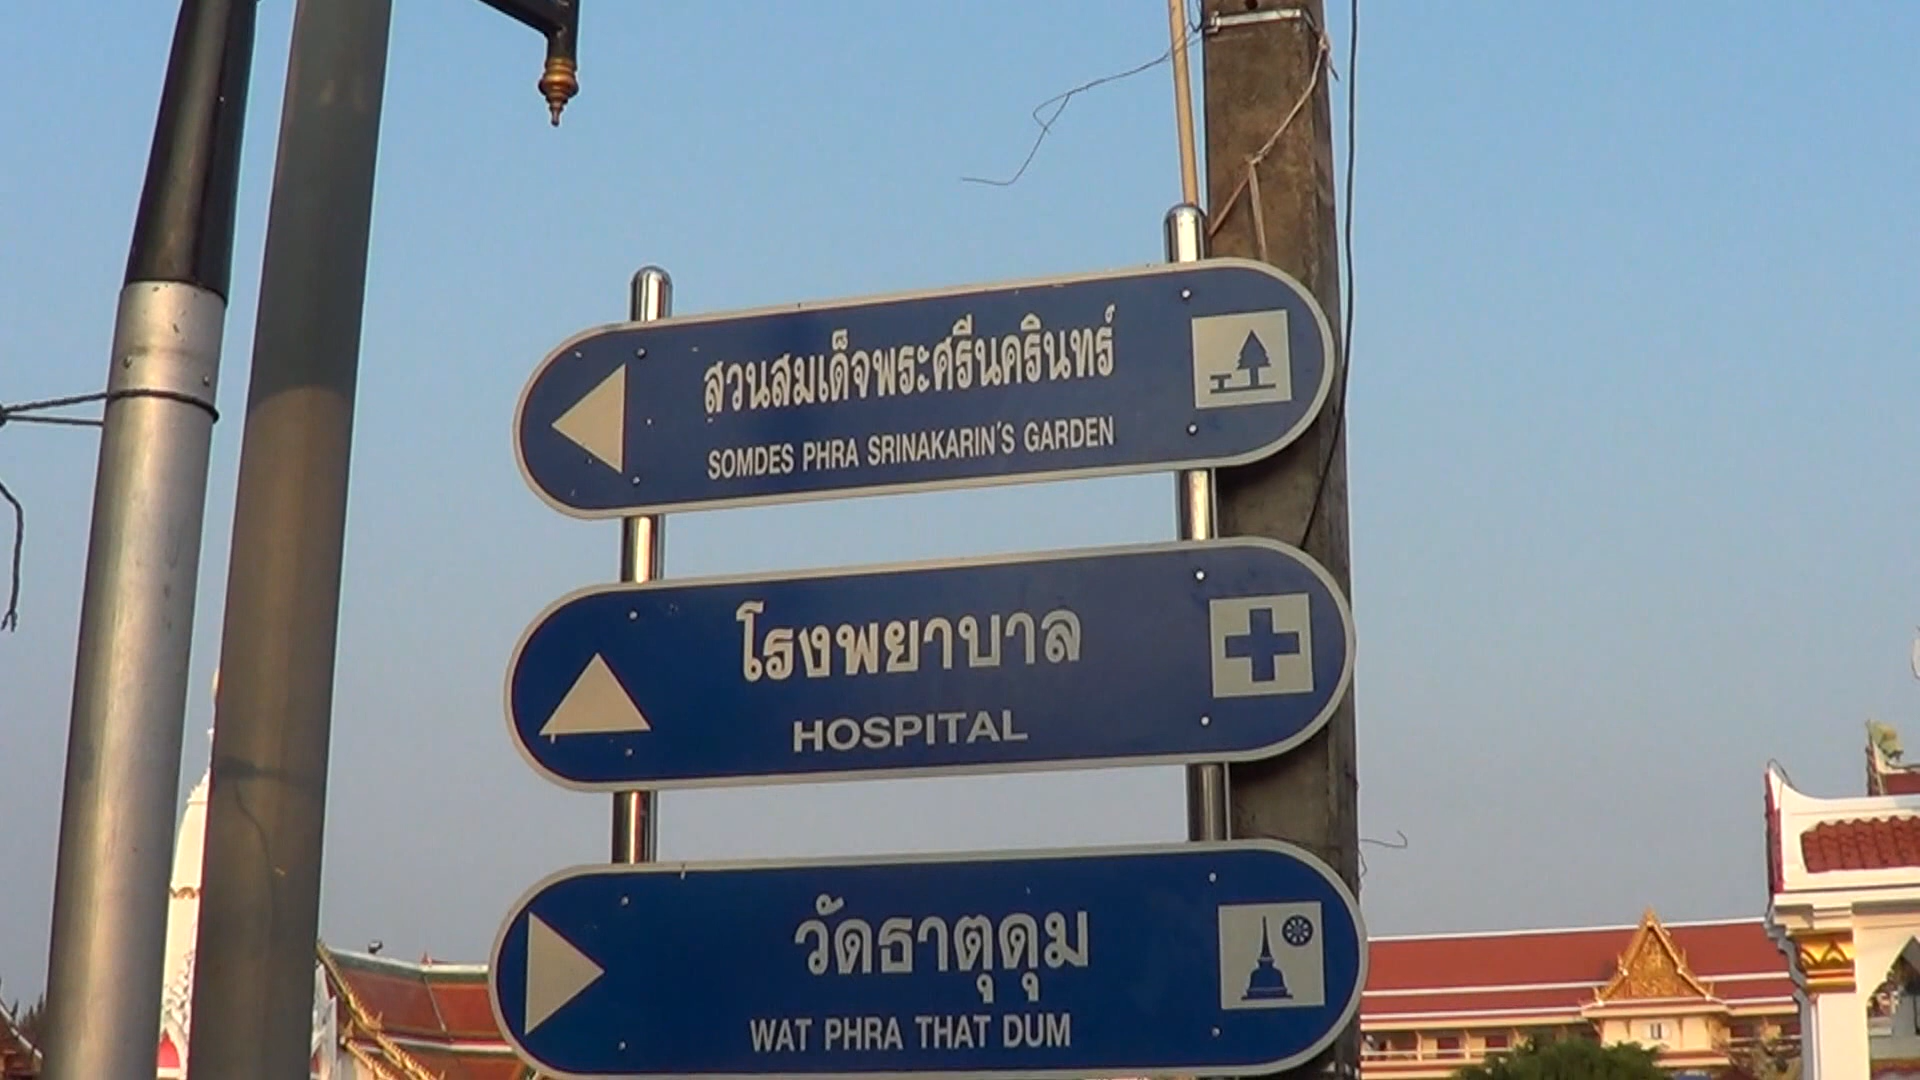 สวนสมเด็จพระศรีนครินทร์
SOMDES PHRA SRINAKARIN'S GARDEN
โรงพยาบาล
HOSPITAL
วัดธาตุดุม
WAT PHRA THAT DUM